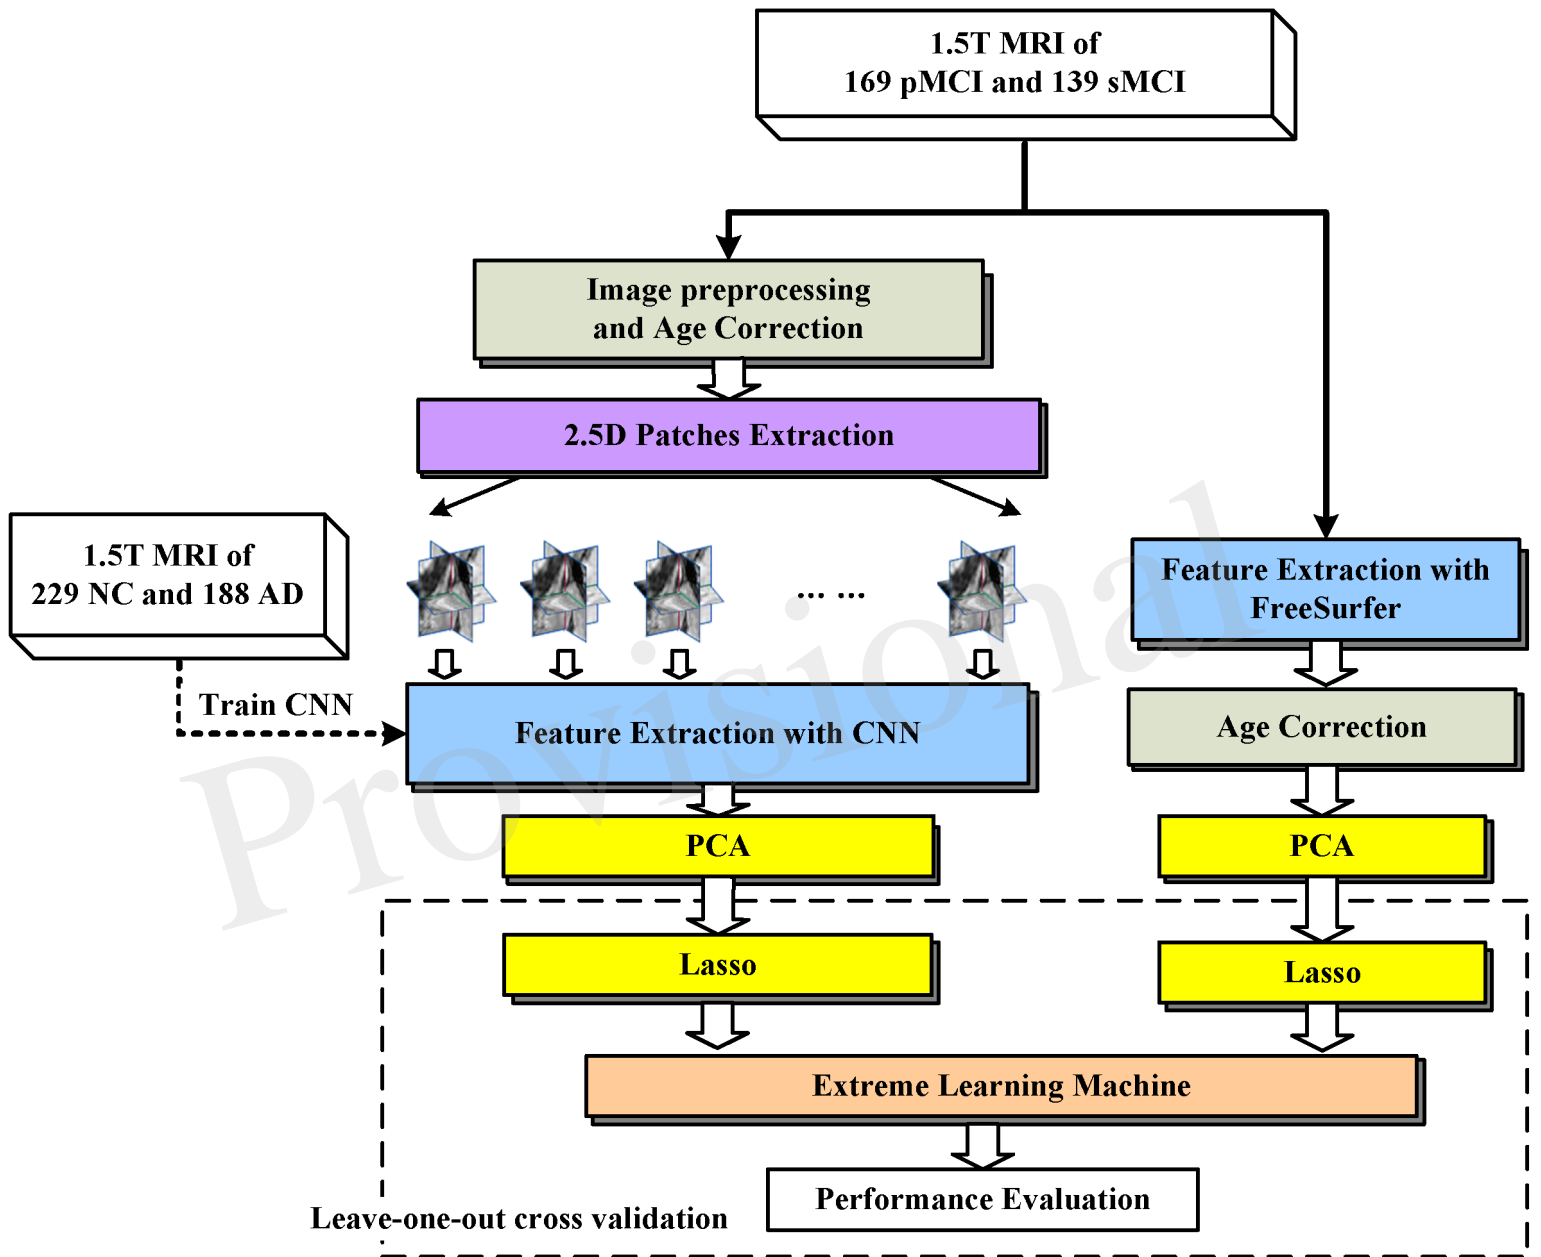 1.5T MRI of
169 pMCI and 139 sMCI
Image preprocessing
and Age Correction
2.5D Patches Extraction
1.5T MRI of
229 NC and 188 AD
... ...
Feature Extraction with
FreeSurfer
Train CNN
Feature Extraction with CNN
Age Correction
PCA
PCA
Lasso
Lasso
Extreme Learning Machine
Performance Evaluation
Leave-one-out cross validation
Provisional